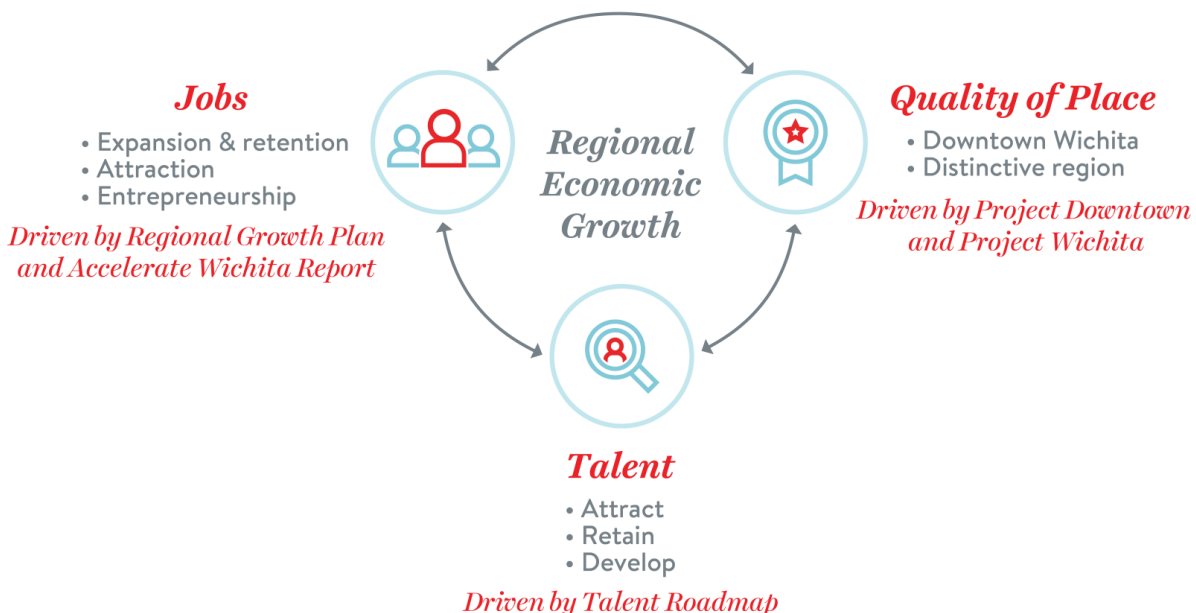 Jobs
• Expansion & retention
• Attraction
• Entrepreneurship
Driven by Regional Growth Plan
and Accelerate Wichita Report
Regional
Economic
Growth
Quality of Place
• Downtown Wichita
• Distinctive region
Driven by Project Downtown
and Project Wichita
Talent
• Attract
• Retain
• Develop
Driven by Talent Roadmap